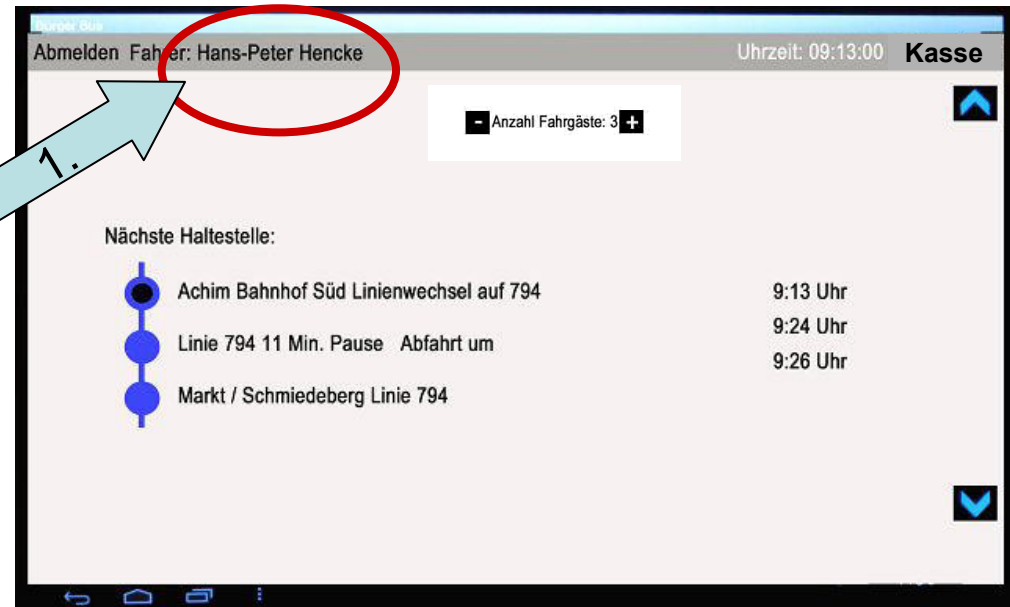 Bürger Bus
Abmelden Fahrer: Hans-Peter Hencke Uhrzeit: 09:13:00 Kasse
- Anzahl Fahrgäste: 3 +
1.
Nächste Haltestelle:
Achim Bahnhof Süd Linienwechsel auf 794 9:13 Uhr
Linie 794 11 Min. Pause Abfahrt um 9:24 Uhr
Markt / Schmiedeberg Linie 794 9:26 Uhr